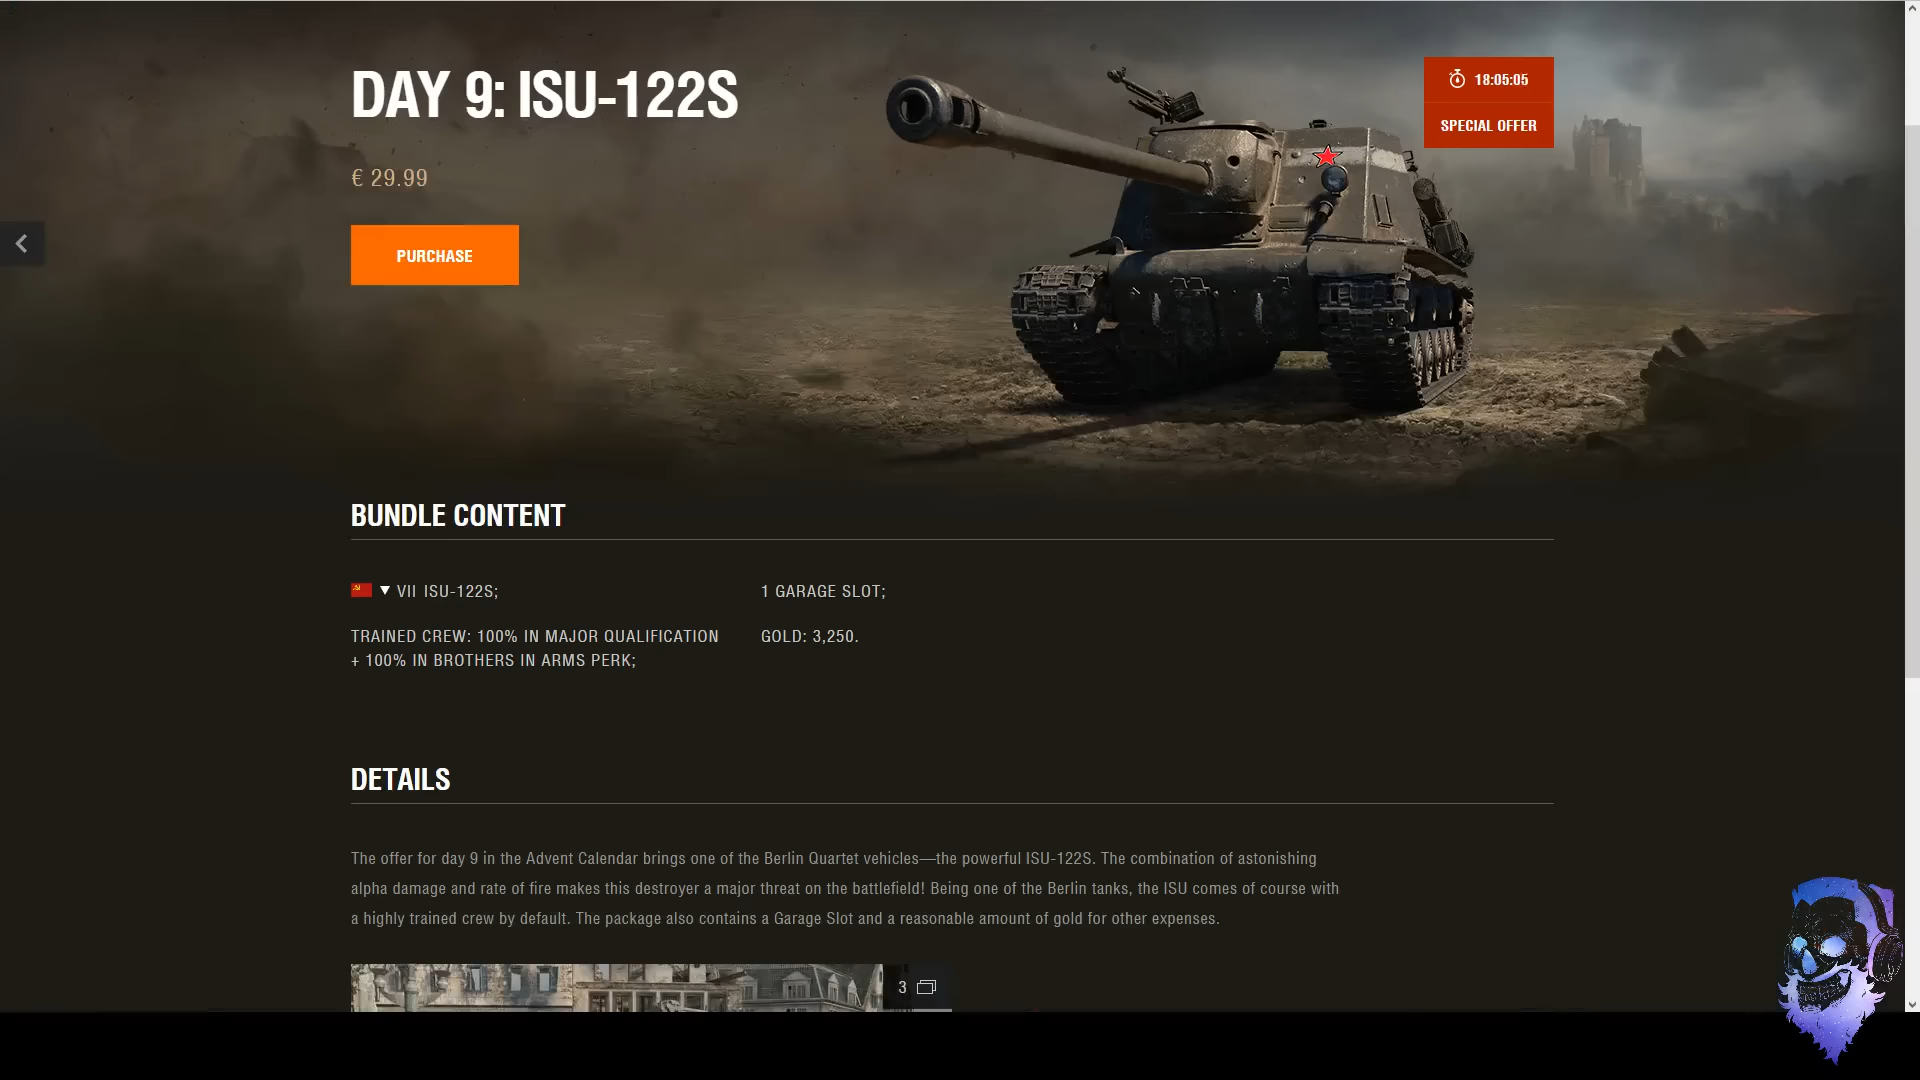 DAY 9: ISU-122S
18:05:05
SPECIAL OFFER
€ 29.99
PURCHASE
BUNDLE CONTENT
VII ISU-122S;
1 GARAGE SLOT;
TRAINED CREW: 100% IN MAJOR QUALIFICATION
+ 100% IN BROTHERS IN ARMS PERK;
GOLD: 3,250.
DETAILS
The offer for day 9 in the Advent Calendar brings one of the Berlin Quartet vehicles—the powerful ISU-122S. The combination of astonishing
alpha damage and rate of fire makes this destroyer a major threat on the battlefield! Being one of the Berlin tanks, the ISU comes of course with
a highly trained crew by default. The package also contains a Garage Slot and a reasonable amount of gold for other expenses.
3